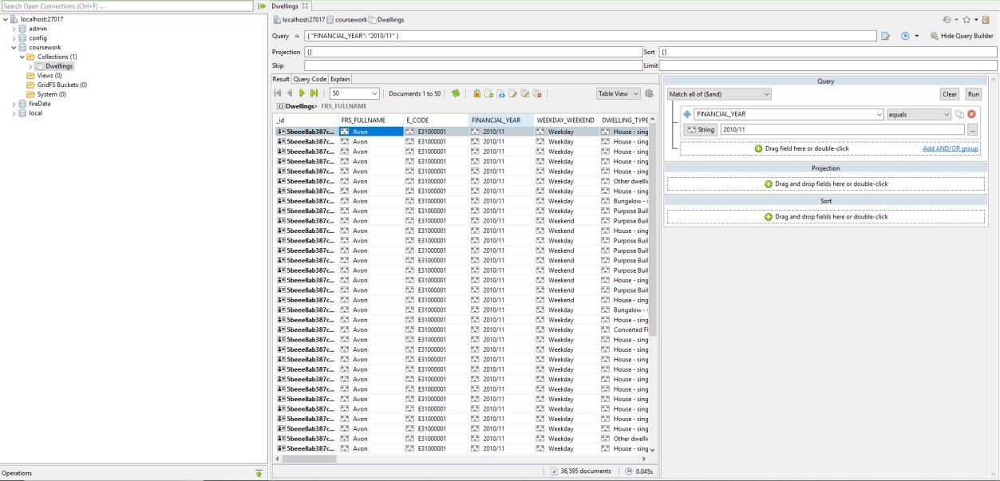 Search Open Connections (Ctrl+F) ...
localhost:27017
admin
config
coursework
Collections (1)
Dwellings
Views (0)
GridFS Buckets (0)
System (0)
fireData
local
Operations
Dwellings
localhost:27017 coursework Dwellings
Query { "FINANCIAL_YEAR": "2010/11" } Hide Query Builder
Projection {} Sort {}
Skip Limit
Result Query Code Explain
50 Documents 1 to 50 Table View
Dwellings> FRS_FULLNAME
_id FRS_FULLNAME E_CODE FINANCIAL_YEAR WEEKDAY_WEEKEND DWELLING_TYPE
5beee8ab387c... Avon E31000001 2010/11 Weekday House - sing
5beee8ab387c... Avon E31000001 2010/11 Weekday House - sing
5beee8ab387c... Avon E31000001 2010/11 Weekday House - sing
5beee8ab387c... Avon E31000001 2010/11 Weekend House - sing
5beee8ab387c... Avon E31000001 2010/11 Weekend House - sing
5beee8ab387c... Avon E31000001 2010/11 Weekday Other dwelli
5beee8ab387c... Avon E31000001 2010/11 Weekday House - sing
5beee8ab387c... Avon E31000001 2010/11 Weekday Bungalow - s
5beee8ab387c... Avon E31000001 2010/11 Weekend Purpose Buil
5beee8ab387c... Avon E31000001 2010/11 Weekend Purpose Buil
5beee8ab387c... Avon E31000001 2010/11 Weekend House - sing
5beee8ab387c... Avon E31000001 2010/11 Weekday Purpose Buil
5beee8ab387c... Avon E31000001 2010/11 Weekend Purpose Buil
5beee8ab387c... Avon E31000001 2010/11 Weekend Purpose Buil
5beee8ab387c... Avon E31000001 2010/11 Weekday Purpose Buil
5beee8ab387c... Avon E31000001 2010/11 Weekend House - sing
5beee8ab387c... Avon E31000001 2010/11 Weekend Purpose Buil
5beee8ab387c... Avon E31000001 2010/11 Weekend House - sing
5beee8ab387c... Avon E31000001 2010/11 Weekday Bungalow - s
5beee8ab387c... Avon E31000001 2010/11 Weekday House - sing
5beee8ab387c... Avon E31000001 2010/11 Weekday Converted Fl
5beee8ab387c... Avon E31000001 2010/11 Weekday House - sing
5beee8ab387c... Avon E31000001 2010/11 Weekday House - sing
5beee8ab387c... Avon E31000001 2010/11 Weekday House - sing
5beee8ab387c... Avon E31000001 2010/11 Weekday House - sing
5beee8ab387c... Avon E31000001 2010/11 Weekday House - sing
5beee8ab387c... Avon E31000001 2010/11 Weekday House - sing
5beee8ab387c... Avon E31000001 2010/11 Weekday House - sing
5beee8ab387c... Avon E31000001 2010/11 Weekday House - sing
5beee8ab387c... Avon E31000001 2010/11 Weekday House - sing
5beee8ab387c... Avon E31000001 2010/11 Weekday House - sing
5beee8ab387c... Avon E31000001 2010/11 Weekday Other dwelli
5beee8ab387c... Avon E31000001 2010/11 Weekday House - sing
36,595 documents 0.045s
Query
Match all of ($and) Clear Run
FINANCIAL_YEAR equals
String 2010/11 ...
Drag field here or double-click Add AND/OR group
Projection
Drag and drop fields here or double-click
Sort
Drag and drop fields here or double-click